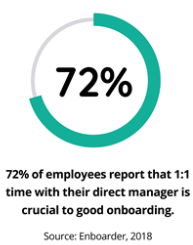 72%
72% of employees report that 1:1
time with their direct manager is
crucial to good onboarding.
Source: Enboarder, 2018